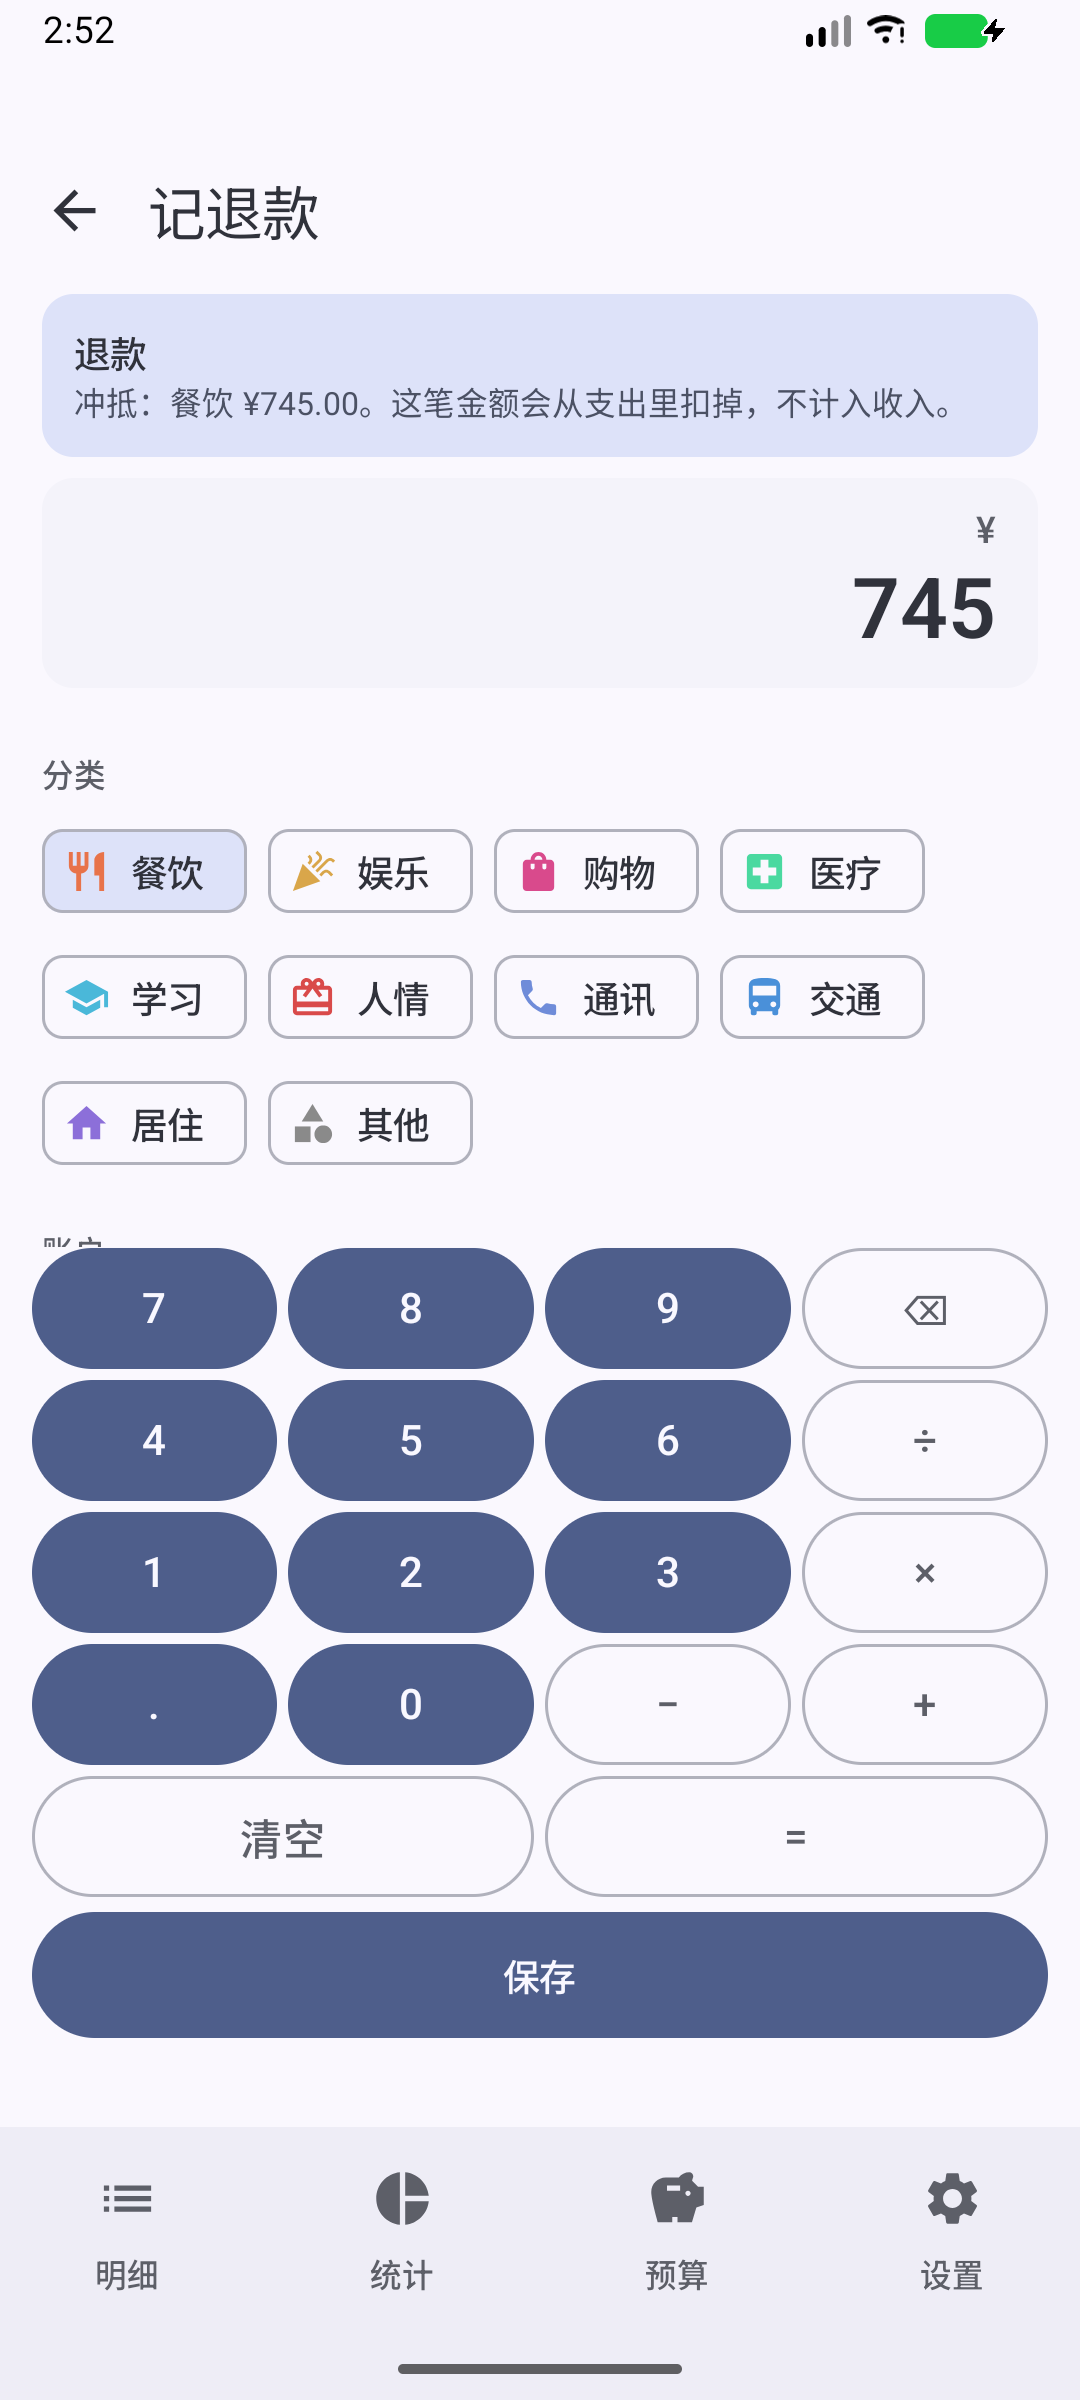 2:52
记退款
退款
冲抵：餐饮 ¥745.00。这笔金额会从支出里扣掉，不计入收入。
¥
745
分类
餐饮 娱乐 购物 医疗
学习 人情 通讯 交通
居住 其他
7 8 9
4 5 6 ÷
1 2 3 ×
. 0 − +
清空 =
保存
明细 统计 预算 设置